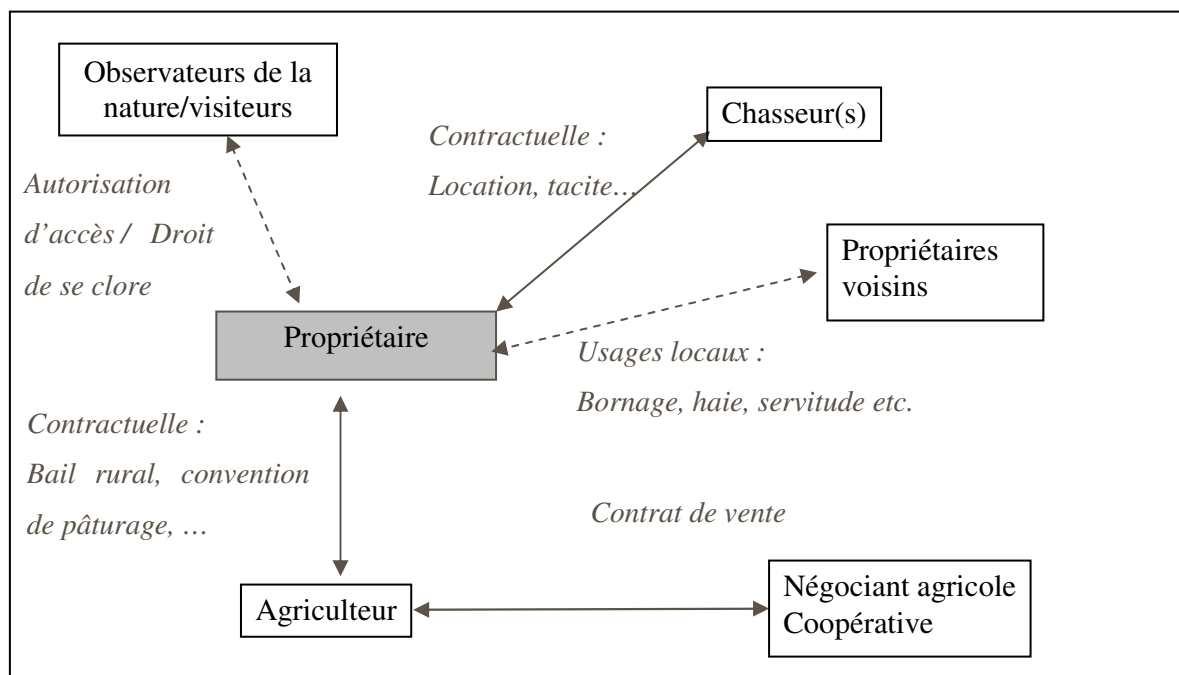 Observateurs de la
nature/visiteurs
Chasseur(s)
Contractuelle :
Location, tacite…
Autorisation
d’accès / Droit
de se clore
Propriétaires
voisins
Propriétaire
Usages locaux :
Bornage, haie, servitude etc.
Contractuelle :
Bail rural, convention
de pâturage, …
Contrat de vente
Agriculteur
Négociant agricole
Coopérative